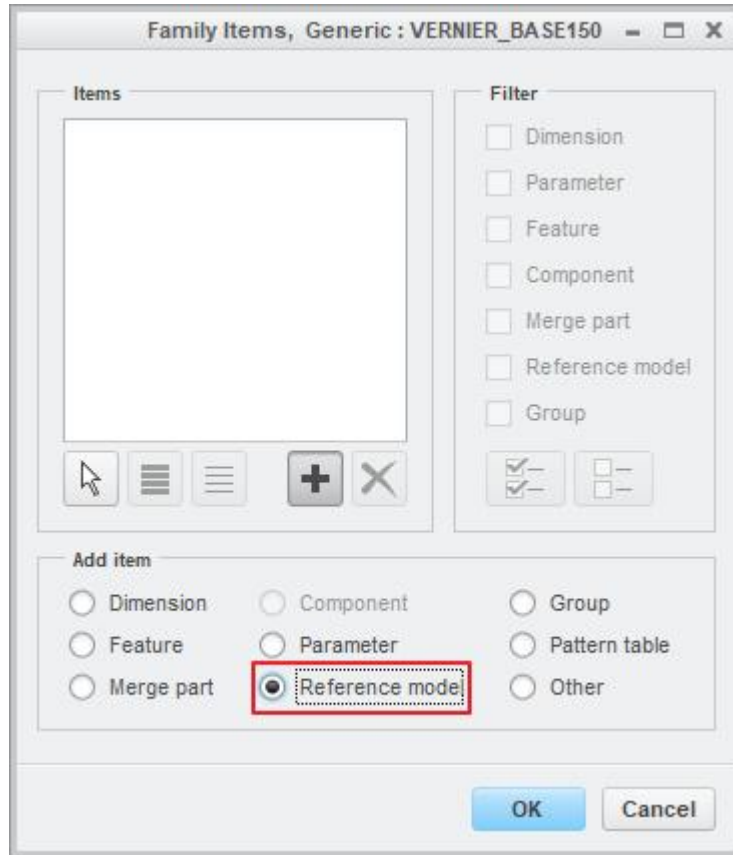 Family Items, Generic : VERNIER_BASE150
Items
Filter
Dimension
Parameter
Feature
Component
Merge part
Reference model
Group
Add item
Dimension Component Group
Feature Parameter Pattern table
Merge part Reference model Other
OK Cancel